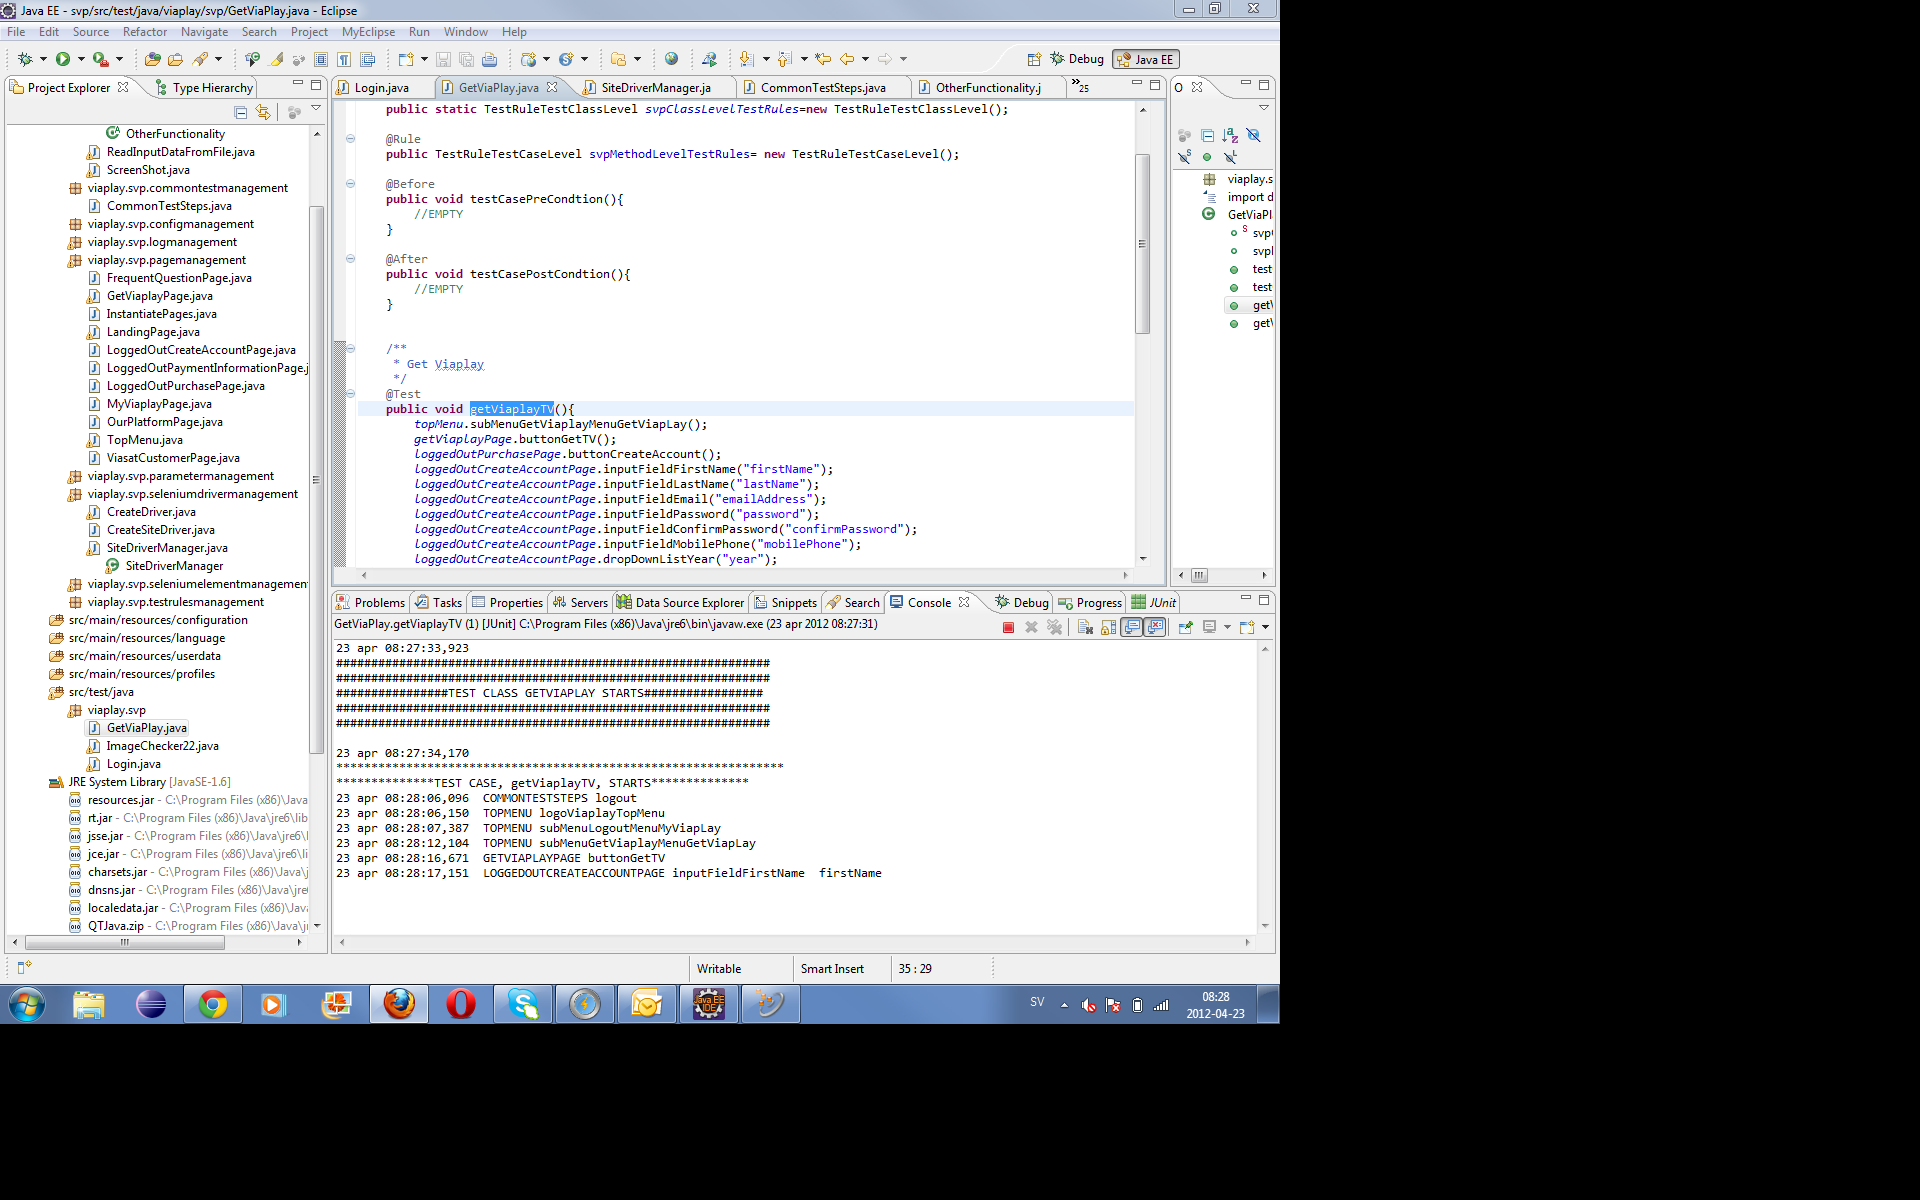 Java EE - svp/src/test/java/viaplay/svp/GetViaPlay.java - Eclipse
File Edit Source Refactor Navigate Search Project MyEclipse Run Window Help
Debug Java EE
Project Explorer Type Hierarchy
OtherFunctionality
ReadInputDataFromFile.java
ScreenShot.java
viaplay.svp.commontestmanagement
CommonTestSteps.java
viaplay.svp.configmanagement
viaplay.svp.logmanagement
viaplay.svp.pagemanagement
FrequentQuestionPage.java
GetViaplayPage.java
InstantiatePages.java
LandingPage.java
LoggedOutCreateAccountPage.java
LoggedOutPaymentInformationPage.j
LoggedOutPurchasePage.java
MyViaplayPage.java
OurPlatformPage.java
TopMenu.java
ViasatCustomerPage.java
viaplay.svp.parametermanagement
viaplay.svp.seleniumdrivermanagement
CreateDriver.java
CreateSiteDriver.java
SiteDriverManager.java
SiteDriverManager
viaplay.svp.seleniumelementmanagemen
viaplay.svp.testrulesmanagement
src/main/resources/configuration
src/main/resources/language
src/main/resources/userdata
src/main/resources/profiles
src/test/java
viaplay.svp
GetViaPlay.java
ImageChecker22.java
Login.java
JRE System Library [JavaSE-1.6]
resources.jar - C:\Program Files (x86)\Java
rt.jar - C:\Program Files (x86)\Java\jre6\lib
jsse.jar - C:\Program Files (x86)\Java\jre6\l
jce.jar - C:\Program Files (x86)\Java\jre6\li
charsets.jar - C:\Program Files (x86)\Java\
dnsns.jar - C:\Program Files (x86)\Java\jre
localedata.jar - C:\Program Files (x86)\Java
QTJava.zip - C:\Program Files (x86)\Java\j
Login.java GetViaPlay.java SiteDriverManager.ja CommonTestSteps.java OtherFunctionality.j »25
public static TestRuleTestClassLevel svpClassLevelTestRules=new TestRuleTestClassLevel();
@Rule
public TestRuleTestCaseLevel svpMethodLevelTestRules= new TestRuleTestCaseLevel();
@Before
public void testCasePreCondtion(){
//EMPTY
}
@After
public void testCasePostCondtion(){
//EMPTY
}
/**
* Get Viaplay
*/
@Test
public void getViaplayTV(){
topMenu.subMenuGetViaplayMenuGetViapLay();
getViaplayPage.buttonGetTV();
loggedOutPurchasePage.buttonCreateAccount();
loggedOutCreateAccountPage.inputFieldFirstName("firstName");
loggedOutCreateAccountPage.inputFieldLastName("lastName");
loggedOutCreateAccountPage.inputFieldEmail("emailAddress");
loggedOutCreateAccountPage.inputFieldPassword("password");
loggedOutCreateAccountPage.inputFieldConfirmPassword("confirmPassword");
loggedOutCreateAccountPage.inputFieldMobilePhone("mobilePhone");
loggedOutCreateAccountPage.dropDownListYear("year");
O
viaplay.s
import d
GetViaPl
svp
svpl
test
test
getV
getV
Problems Tasks Properties Servers Data Source Explorer Snippets Search Console Debug Progress JUnit
GetViaPlay.getViaplayTV (1) [JUnit] C:\Program Files (x86)\Java\jre6\bin\javaw.exe (23 apr 2012 08:27:31)
23 apr 08:27:33,923
##############################################################
##############################################################
################TEST CLASS GETVIAPLAY STARTS#################
##############################################################
##############################################################
23 apr 08:27:34,170
****************************************************************
**************TEST CASE, getViaplayTV, STARTS**************
23 apr 08:28:06,096  COMMONTESTSTEPS logout
23 apr 08:28:06,150  TOPMENU logoViaplayTopMenu
23 apr 08:28:07,387  TOPMENU subMenuLogoutMenuMyViapLay
23 apr 08:28:12,104  TOPMENU subMenuGetViaplayMenuGetViapLay
23 apr 08:28:16,671  GETVIAPLAYPAGE buttonGetTV
23 apr 08:28:17,151  LOGGEDOUTCREATEACCOUNTPAGE inputFieldFirstName  firstName
Writable Smart Insert 35 : 29
Java EE
IDE
SV
08:28
2012-04-23